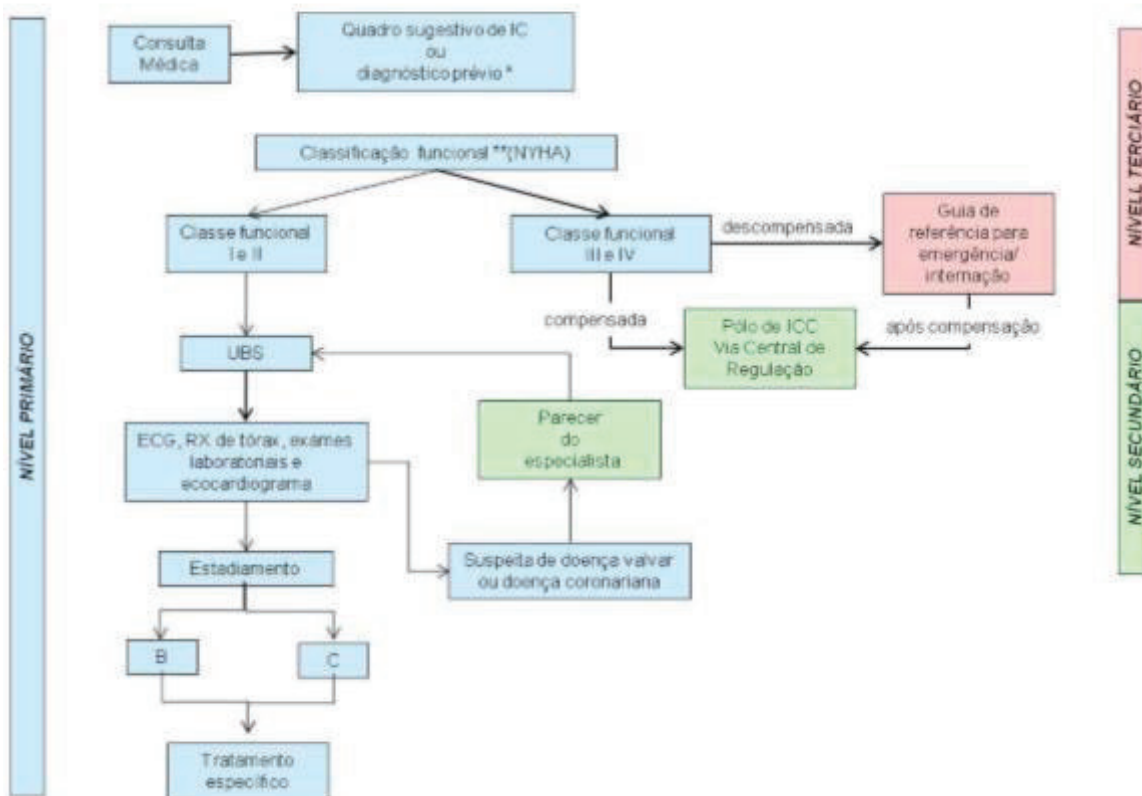 Consulta
Médica
Quadro sugestivo de IC
ou
diagnóstico prévio *
Classificação funcional **(NYHA)
Classe funcional
I e II
Classe funcional
III e IV
descompensada
Guia de
referência para
emergência/
internação
compensada
após compensação
Pólo de ICC
Via Central de
Regulação
UBS
Parecer
do
especialista
ECG, RX de tórax, exames
laboratoriais e
ecocardiograma
Suspeita de doença valvar
ou doença coronariana
Estadiamento
B
C
Tratamento
específico
NÍVEL PRIMÁRIO
NÍVELL TERCIÁRIO
NÍVEL SECUNDÁRIO